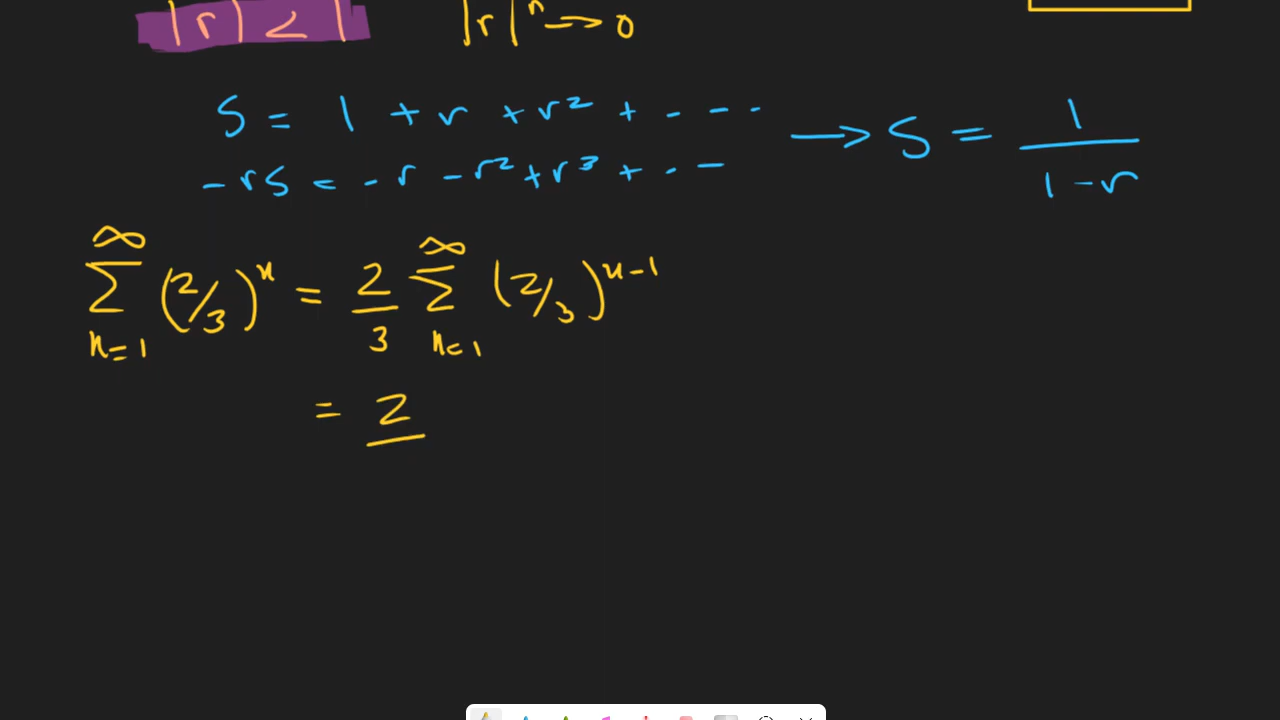 |r| < 1    |r|ⁿ → 0
S = 1 + r + r² + - - -  → S = 1/(1-r)
-rS = -r - r² + r³ + - -
∑_{n=1}^{∞} (2/3)ⁿ = 2/3 ∑_{n=1}^{∞} (2/3)^{n-1}
= 2